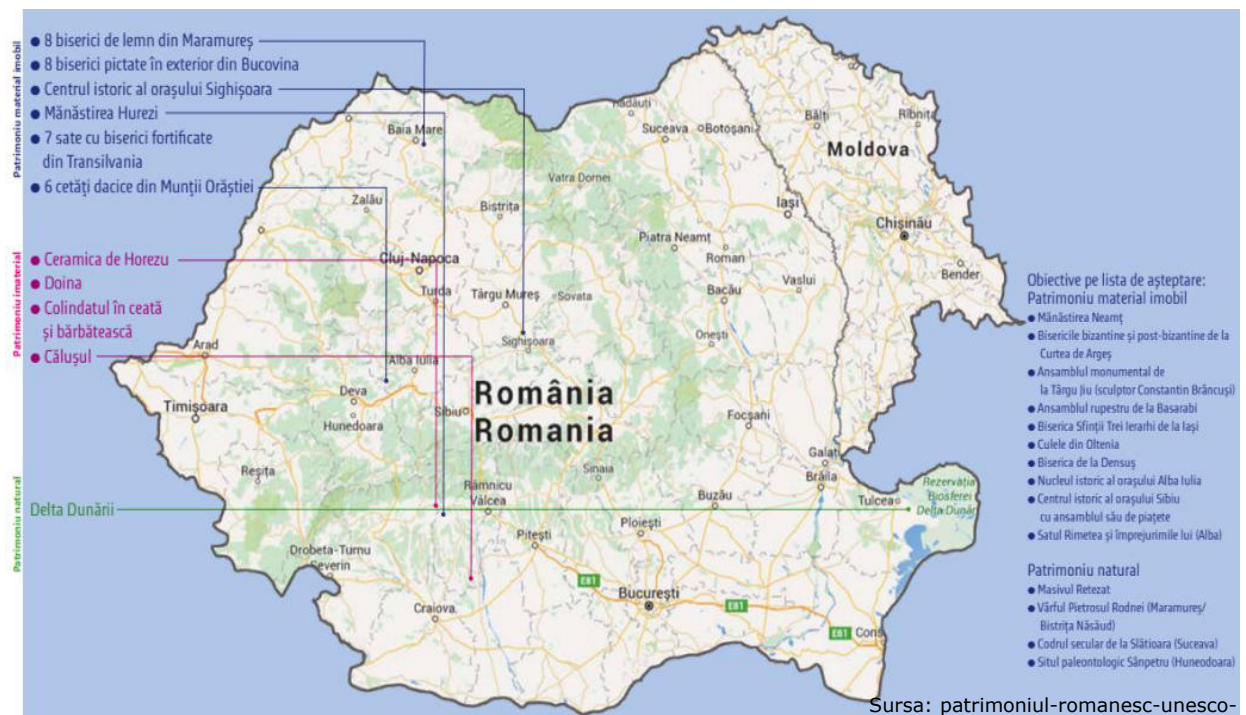 Patrimoniu material imobil
● 8 biserici de lemn din Maramureș
● 8 biserici pictate în exterior din Bucovina
● Centrul istoric al orașului Sighișoara
● Mănăstirea Hurezi
● 7 sate cu biserici fortificate
din Transilvania
● 6 cetăți dacice din Munții Orăștiei
Patrimoniu imaterial
● Ceramica de Horezu
● Doina
● Colindatul în ceată
și bărbătească
● Călușul
Patrimoniu natural
Delta Dunării
Rădăuți
Suceava
Botoșani
Bălți
Rîbnița
Baia Mare
Moldova
Vatra Dornei
Zalău
Bistrița
Iași
Chișinău
Piatra Neamț
Cluj-Napoca
Roman
Bender
Turda
Târgu Mureș
Sovata
Bacău
Vaslui
Sighișoara
Onești
Arad
Alba Iulia
Deva
România
Romania
Timișoara
Sibiu
Hunedoara
Focșani
Galați
Reșița
Sinaia
Brăila
Râmnicu
Vâlcea
Buzău
Tulcea
Rezervația
Biosferei
Delta Dunăr
Pitești
Ploiești
Drobeta-Turnu
Severin
E81
București
E81
Craiova
E81
Cons
Obiective pe lista de așteptare:
Patrimoniu material imobil
● Mănăstirea Neamț
● Bisericile bizantine și post-bizantine de la
Curtea de Argeș
● Ansamblul monumental de
la Târgu Jiu (sculptor Constantin Brâncuși)
● Ansamblul rupestru de la Basarabi
● Biserica Sfinții Trei Ierarhi de la Iași
● Culele din Oltenia
● Biserica de la Densuș
● Nucleul istoric al orașului Alba Iulia
● Centrul istoric al orașului Sibiu
cu ansamblul său de piațete
● Satul Rimetea și împrejurimile lui (Alba)
Patrimoniu natural
● Masivul Retezat
● Vârful Pietrosul Rodnei (Maramureș/
Bistrița Năsăud)
● Codrul secular de la Slătioara (Suceava)
● Situl paleontologic Sânpetru (Huneodoara)
Sursa: patrimoniul-romanesc-unesco-